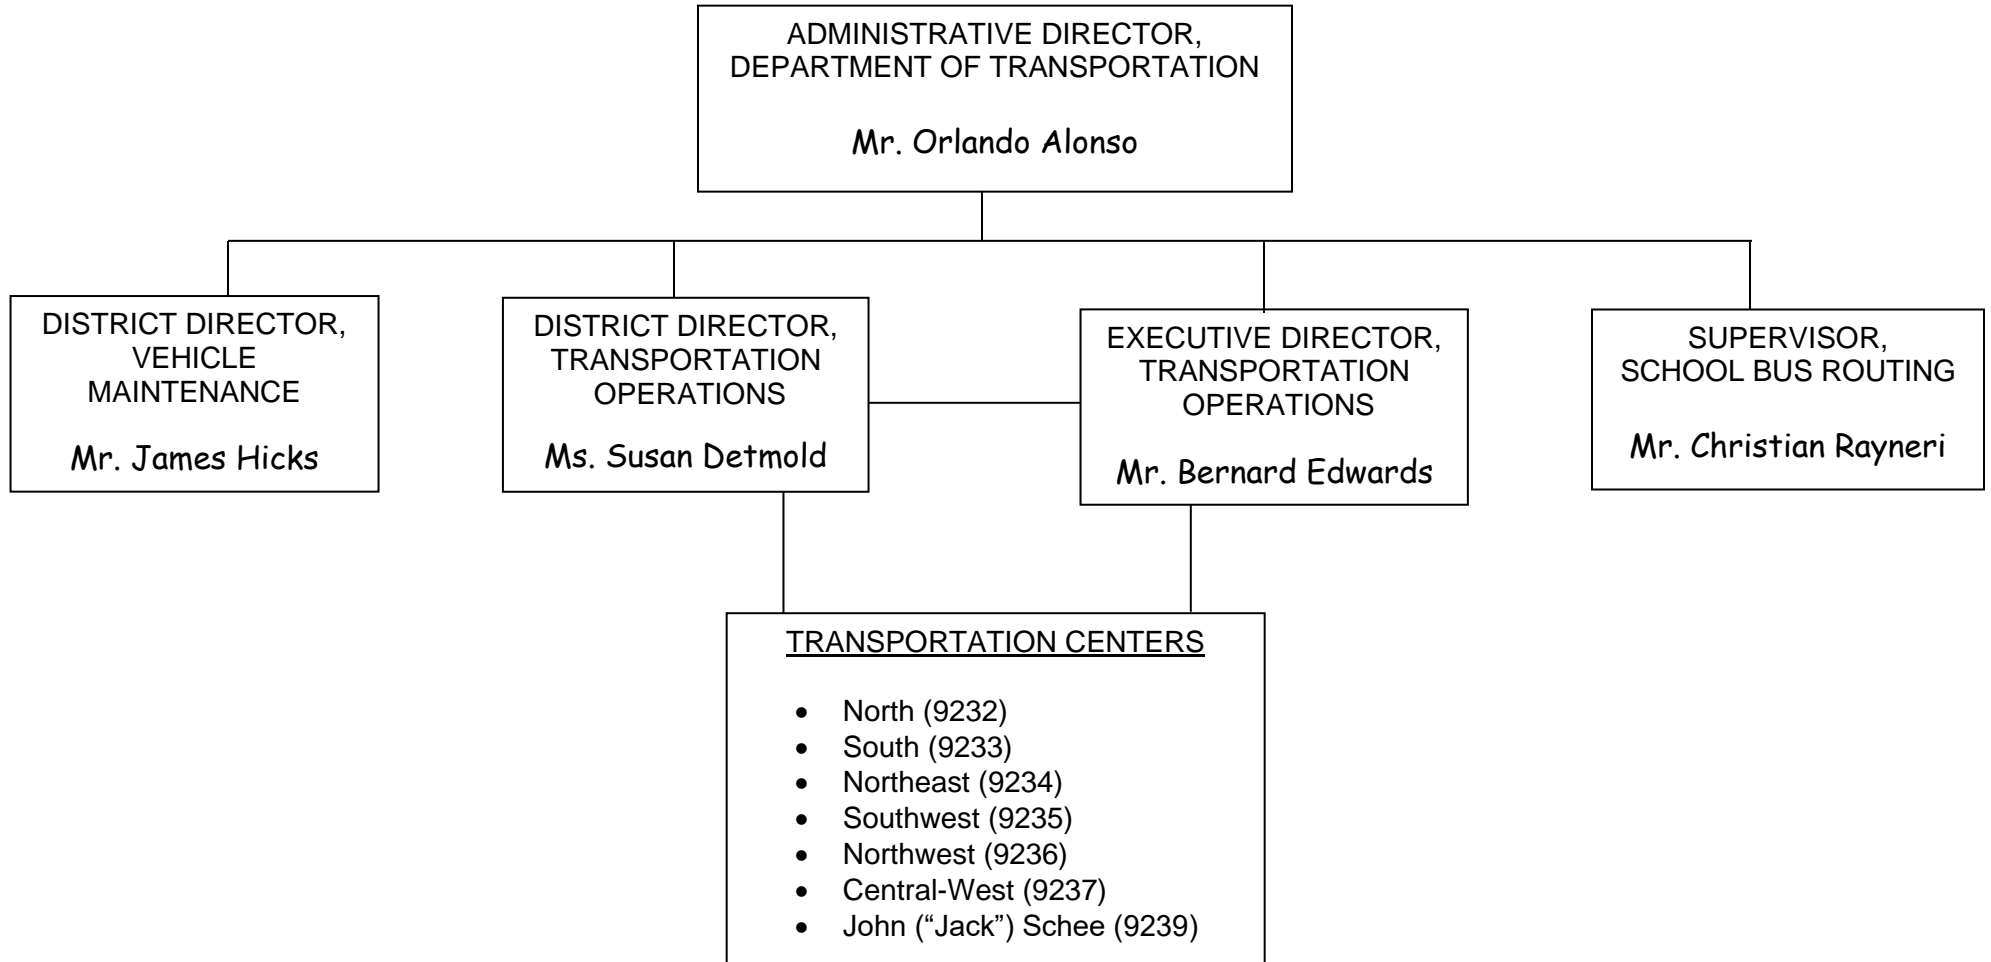 ADMINISTRATIVE DIRECTOR,
DEPARTMENT OF TRANSPORTATION
Mr. Orlando Alonso
DISTRICT DIRECTOR,
VEHICLE
MAINTENANCE
Mr. James Hicks
DISTRICT DIRECTOR,
TRANSPORTATION
OPERATIONS
Ms. Susan Detmold
EXECUTIVE DIRECTOR,
TRANSPORTATION
OPERATIONS
Mr. Bernard Edwards
SUPERVISOR,
SCHOOL BUS ROUTING
Mr. Christian Rayneri
TRANSPORTATION CENTERS
• North (9232)
• South (9233)
• Northeast (9234)
• Southwest (9235)
• Northwest (9236)
• Central-West (9237)
• John (“Jack”) Schee (9239)